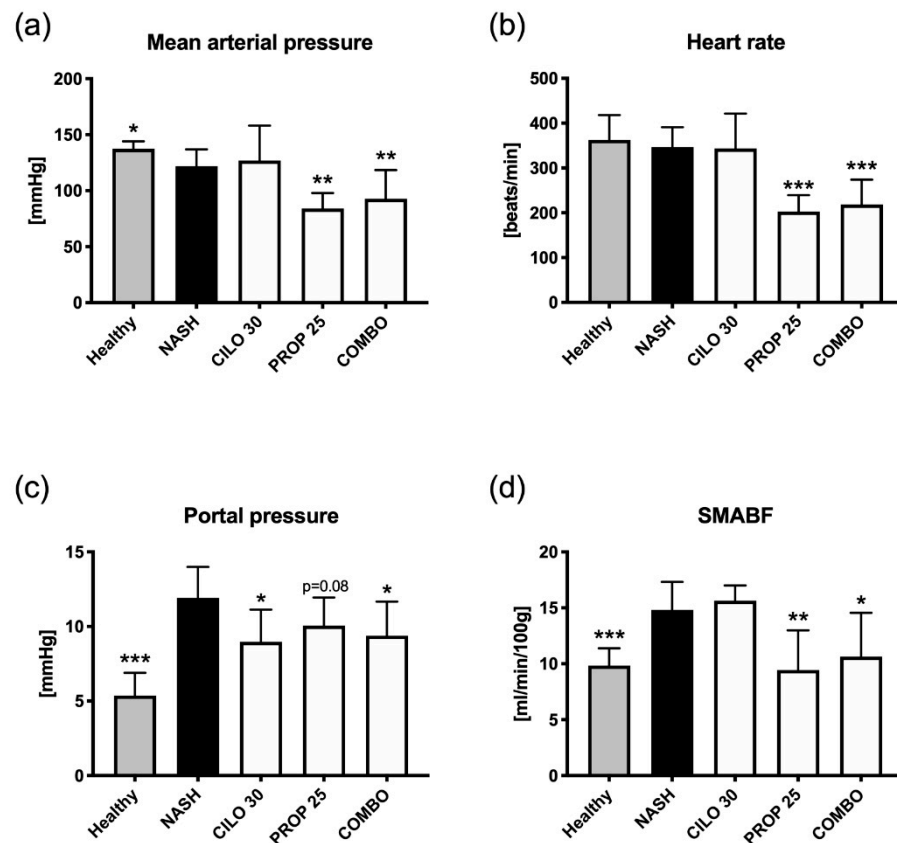 (a)
Mean arterial pressure
[mmHg]
200
150
100
50
0
*
**
**
Healthy
NASH
CILO 30
PROP 25
COMBO
(b)
Heart rate
[beats/min]
500
400
300
200
100
0
***
***
Healthy
NASH
CILO 30
PROP 25
COMBO
(c)
Portal pressure
[mmHg]
15
10
5
0
***
*
p=0.08
*
Healthy
NASH
CILO 30
PROP 25
COMBO
(d)
SMABF
[ml/min/100g]
20
15
10
5
0
***
**
*
Healthy
NASH
CILO 30
PROP 25
COMBO